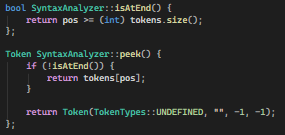 bool SyntaxAnalyzer::isAtEnd() {
    return pos >= (int) tokens.size();
};

Token SyntaxAnalyzer::peek() {
    if (!isAtEnd()) {
        return tokens[pos];
    }

    return Token(TokenTypes::UNDEFINED, "", -1, -1);
};